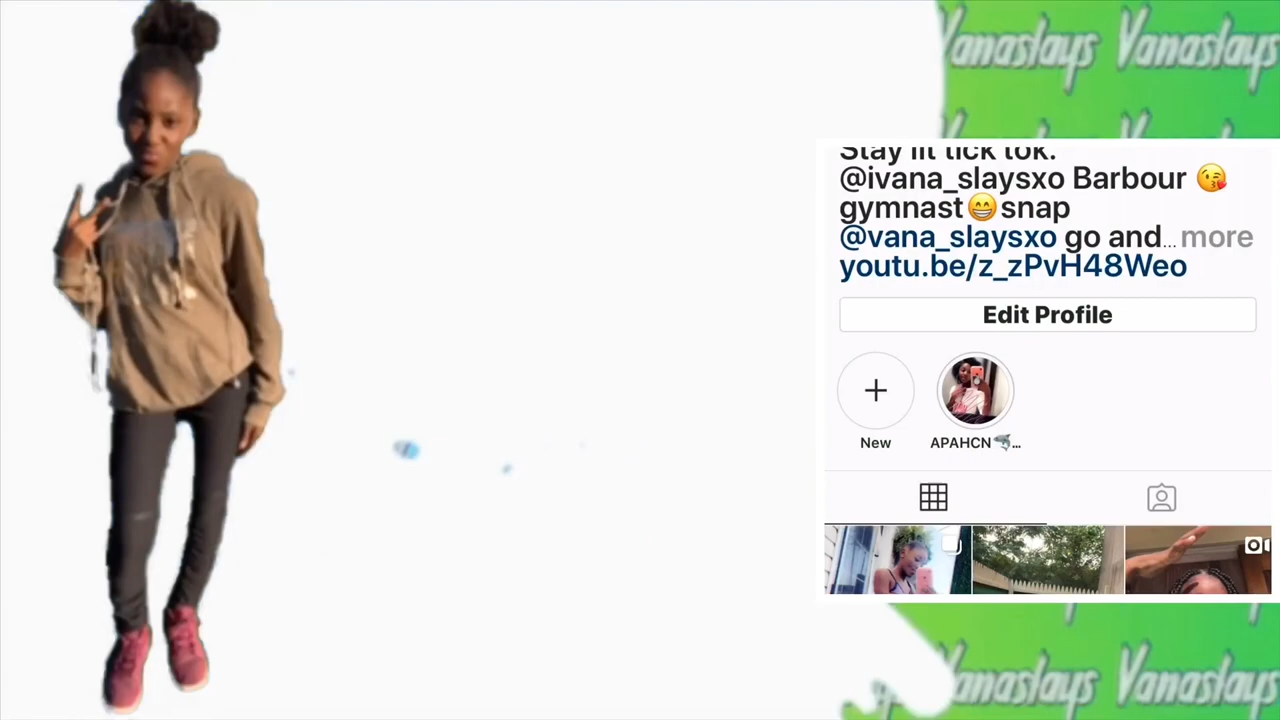 Vanaslays Vanaslays
Stay lit tick tok:
@ivana_slaysxo Barbour 😘
gymnast😁snap
@vana_slaysxo go and... more
youtu.be/z_zPvH48Weo
Edit Profile
New
APAHCN🦈...
Vanaslays Vanaslays